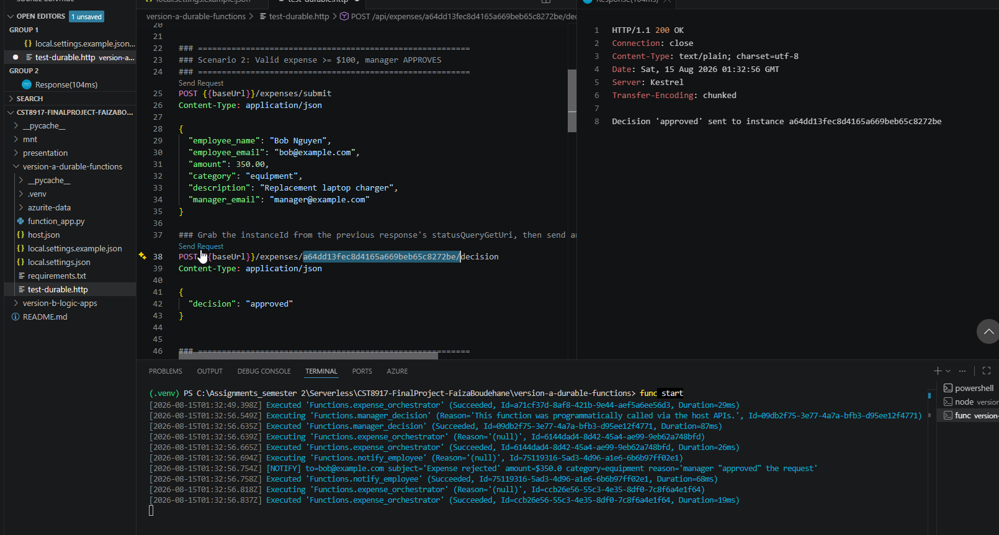 SOURCE CONTROL
OPEN EDITORS 1 unsaved
GROUP 1
{} local.settings.example.json...
test-durable.http version-a...
GROUP 2
Response(104ms)
SEARCH
CST8917-FINALPROJECT-FAIZABO...
__pycache__
mnt
presentation
version-a-durable-functions
__pycache__
.venv
azurite-data
function_app.py
{} host.json
{} local.settings.example.json
{} local.settings.json
requirements.txt
test-durable.http
version-b-logic-apps
README.md
local.settings.example.json
test-durable.http
version-a-durable-functions > test-durable.http > POST /api/expenses/a64dd13fec8d4165a669beb65c8272be/dec
20
21
22 ### =========================================================
23 ### Scenario 2: Valid expense >= $100, manager APPROVES
24 ### =========================================================
Send Request
25 POST {{baseUrl}}/expenses/submit
26 Content-Type: application/json
27
28 {
29 "employee_name": "Bob Nguyen",
30 "employee_email": "bob@example.com",
31 "amount": 350.00,
32 "category": "equipment",
33 "description": "Replacement laptop charger",
34 "manager_email": "manager@example.com"
35 }
36
37 ### Grab the instanceId from the previous response's statusQueryGetUri, then send a
Send Request
38 POST {{baseUrl}}/expenses/a64dd13fec8d4165a669beb65c8272be/decision
39 Content-Type: application/json
40
41 {
42 "decision": "approved"
43 }
44
45
46 ### =========================================================
Response(104ms)
1 HTTP/1.1 200 OK
2 Connection: close
3 Content-Type: text/plain; charset=utf-8
4 Date: Sat, 15 Aug 2026 01:32:56 GMT
5 Server: Kestrel
6 Transfer-Encoding: chunked
7
8 Decision 'approved' sent to instance a64dd13fec8d4165a669beb65c8272be
PROBLEMS OUTPUT DEBUG CONSOLE TERMINAL PORTS AZURE
(.venv) PS C:\Assignments_semester 2\Serverless\CST8917-FinalProject-FaizaBoudehane\version-a-durable-functions> func start
[2026-08-15T01:32:49.398Z] Executed 'Functions.expense_orchestrator' (Succeeded, Id=a71cf37d-8af8-421b-9e44-aef5a6ee56d3, Duration=29ms)
[2026-08-15T01:32:56.549Z] Executing 'Functions.manager_decision' (Reason='This function was programmatically called via the host APIs.', Id=09db2f75-3e77-4a7a-bfb3-d95ee12f4771)
[2026-08-15T01:32:56.635Z] Executed 'Functions.manager_decision' (Succeeded, Id=09db2f75-3e77-4a7a-bfb3-d95ee12f4771, Duration=87ms)
[2026-08-15T01:32:56.639Z] Executing 'Functions.expense_orchestrator' (Reason='(null)', Id=6144dad4-8d42-45a4-ae99-9eb62a748bfd)
[2026-08-15T01:32:56.665Z] Executed 'Functions.expense_orchestrator' (Succeeded, Id=6144dad4-8d42-45a4-ae99-9eb62a748bfd, Duration=26ms)
[2026-08-15T01:32:56.694Z] Executing 'Functions.notify_employee' (Reason='(null)', Id=75119316-5ad3-4d96-a1e6-6b6b97ff02e1)
[2026-08-15T01:32:56.754Z] [NOTIFY] to=bob@example.com subject='Expense rejected' amount=$350.0 category=equipment reason='manager "approved" the request'
[2026-08-15T01:32:56.758Z] Executed 'Functions.notify_employee' (Succeeded, Id=75119316-5ad3-4d96-a1e6-6b6b97ff02e1, Duration=68ms)
[2026-08-15T01:32:56.818Z] Executing 'Functions.expense_orchestrator' (Reason='(null)', Id=ccb26e56-55c3-4e35-8df0-7c8f6a4e1f64)
[2026-08-15T01:32:56.837Z] Executed 'Functions.expense_orchestrator' (Succeeded, Id=ccb26e56-55c3-4e35-8df0-7c8f6a4e1f64, Duration=19ms)
powershell
node version
func version-